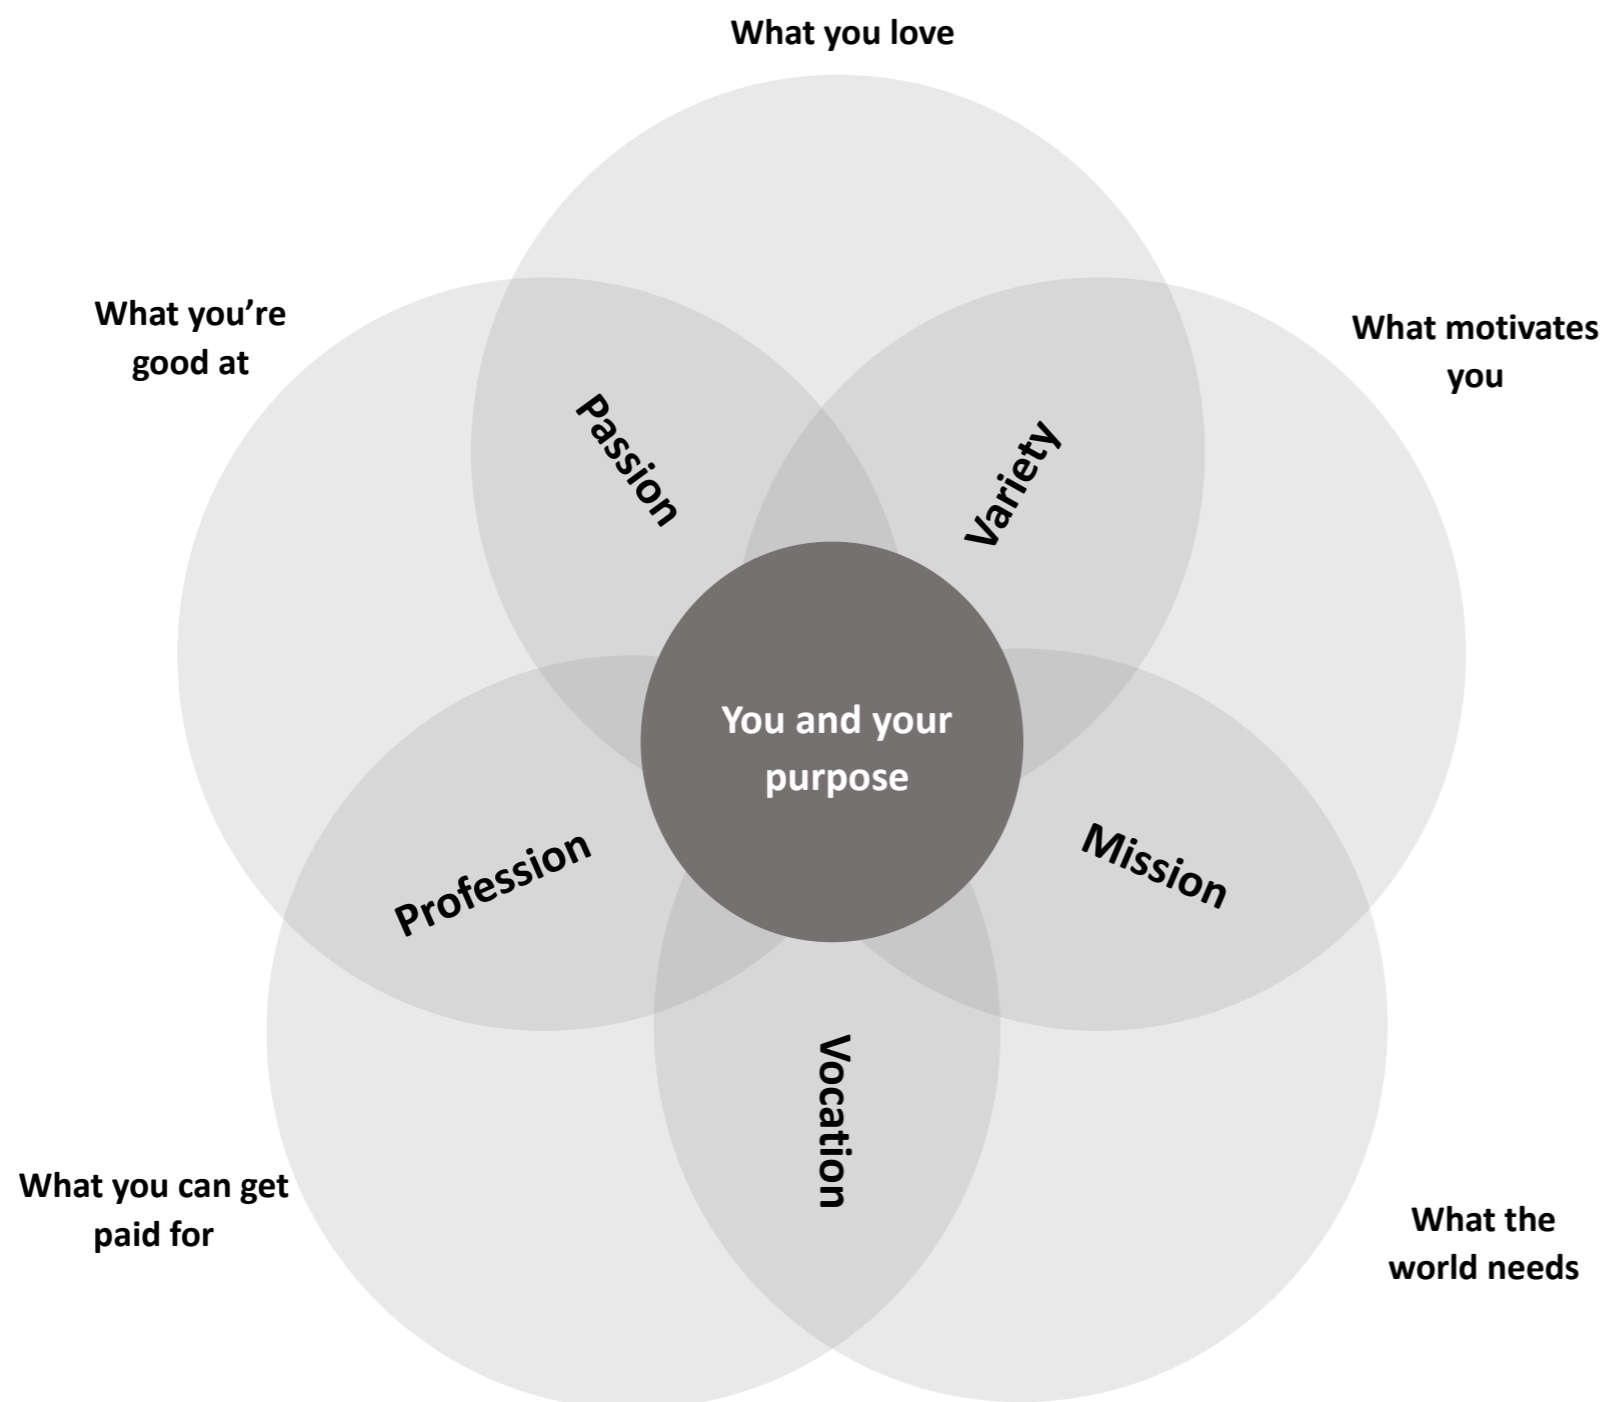 What you love
What you’re
good at
What motivates
you
Passion
Variety
You and your
purpose
Profession
Mission
Vocation
What you can get
paid for
What the
world needs